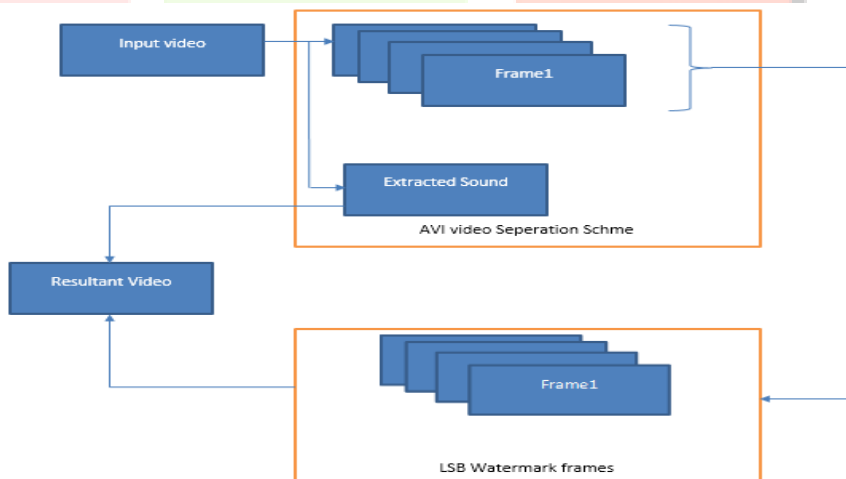 Input video
Frame1
Extracted Sound
AVI video Seperation Schme
Resultant Video
Frame1
LSB Watermark frames